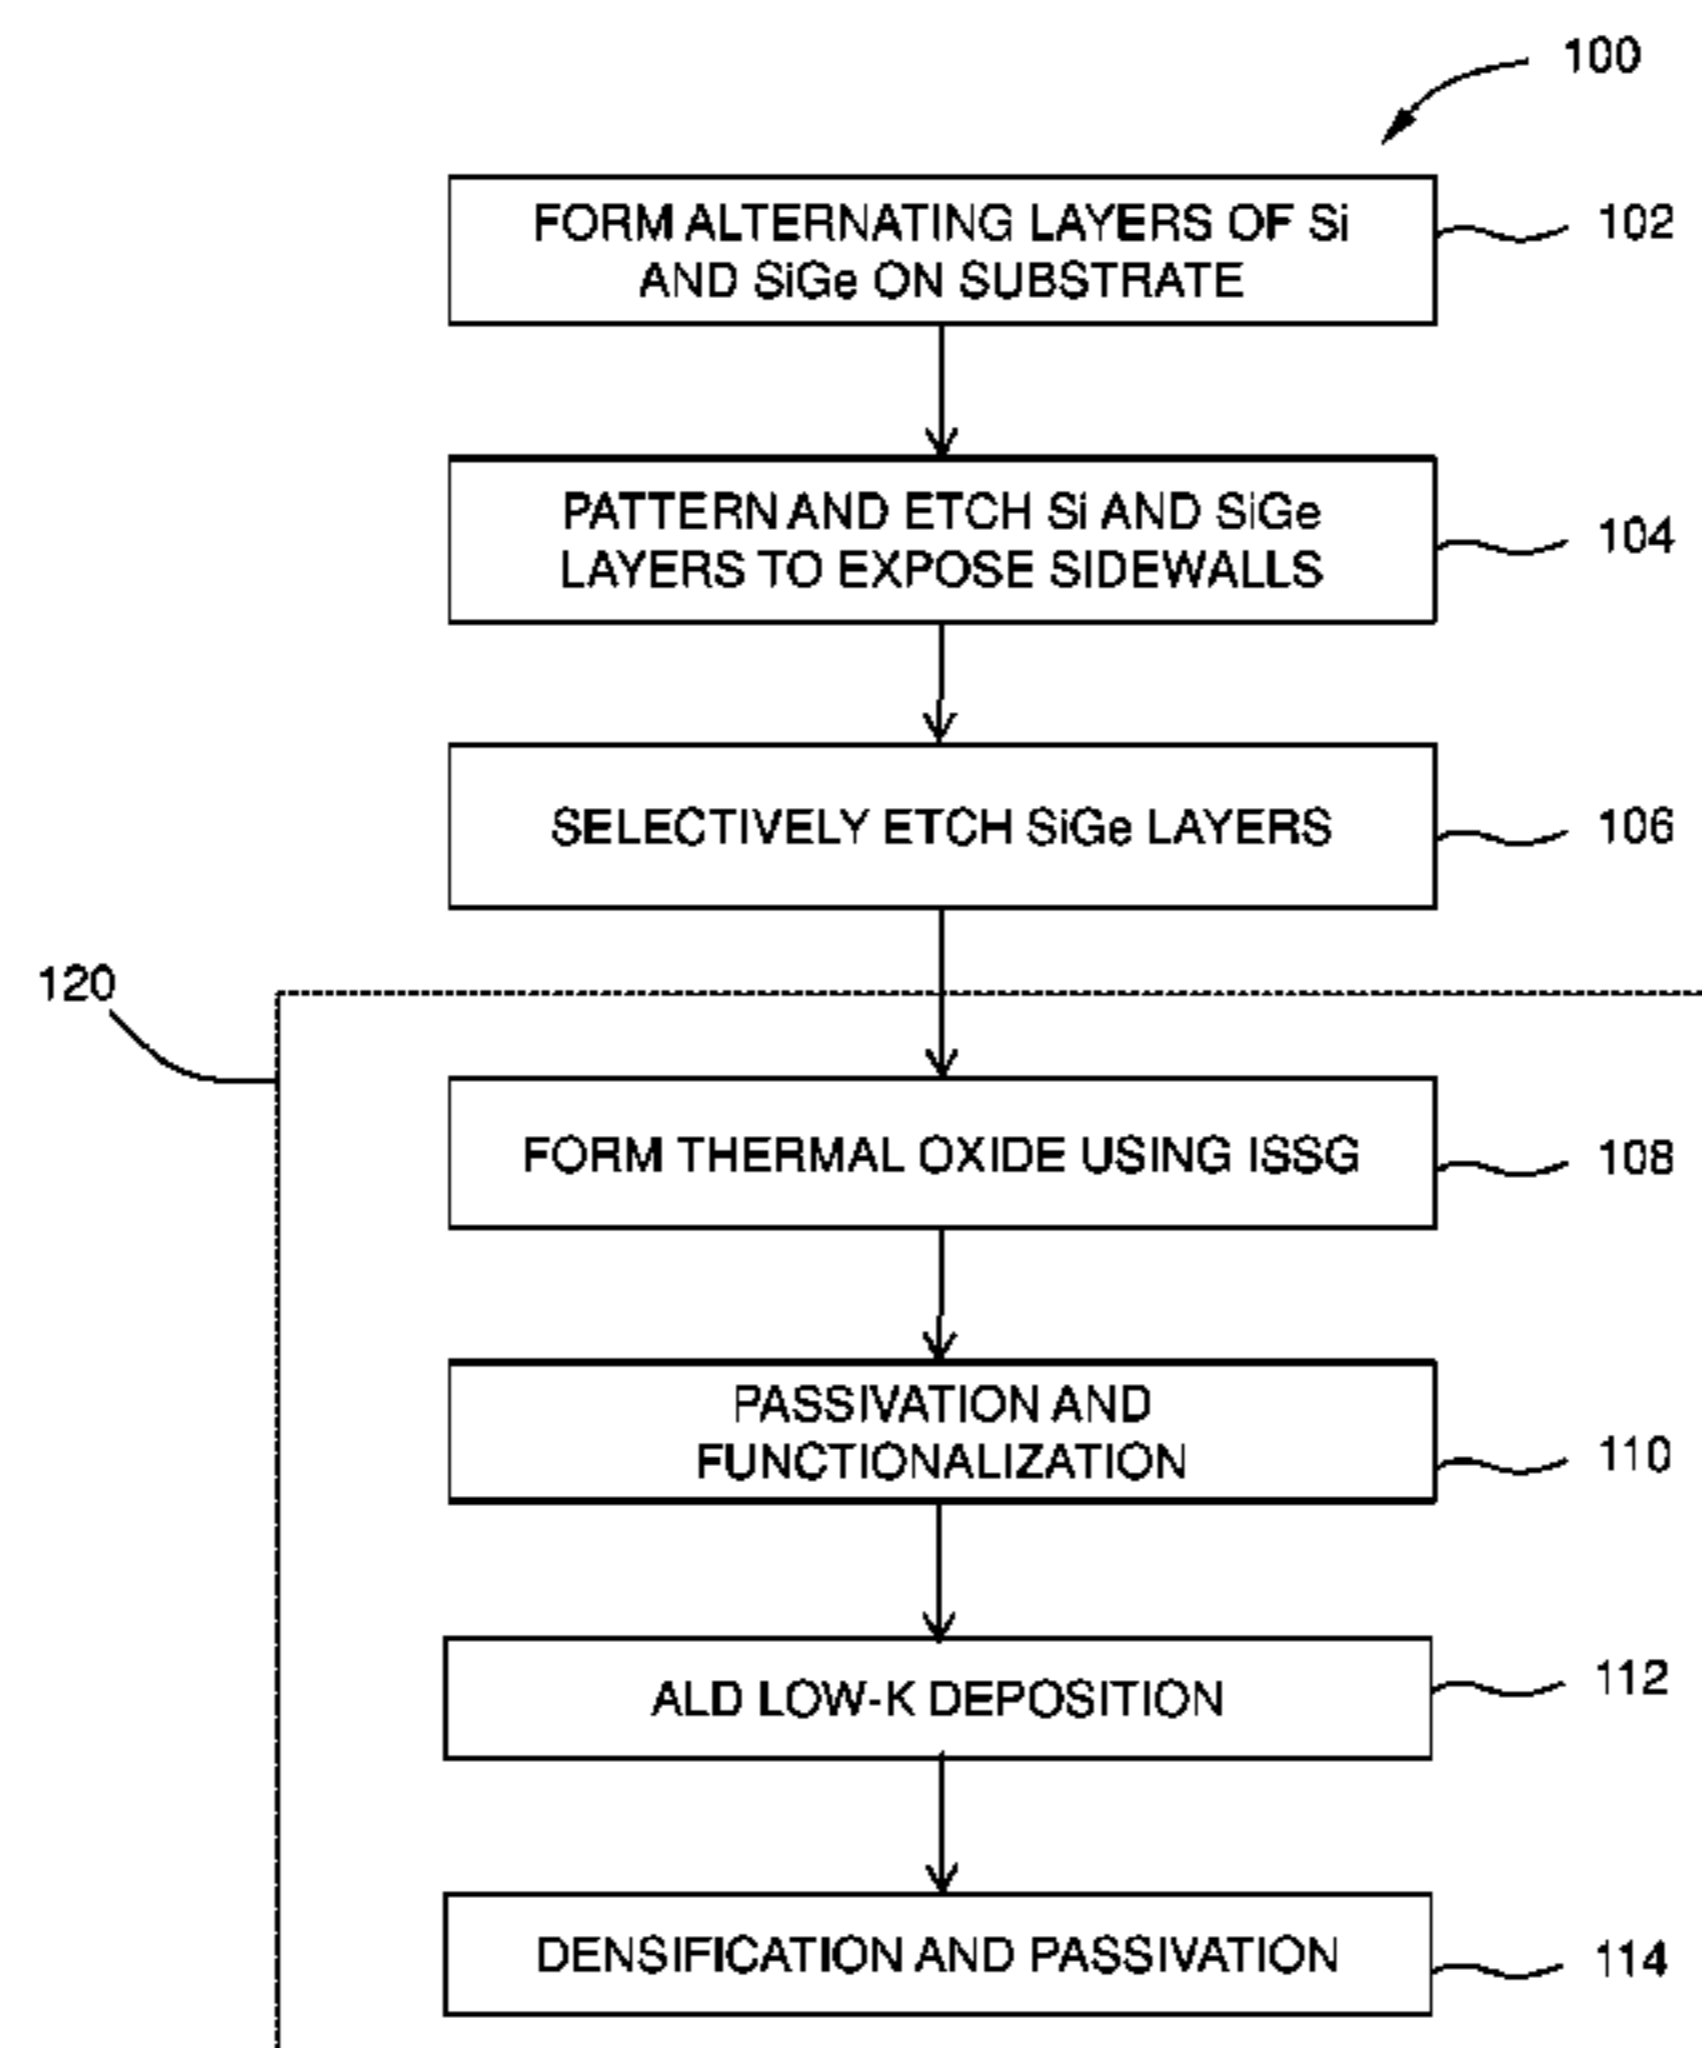 100
FORM ALTERNATING LAYERS OF Si
AND SiGe ON SUBSTRATE
102
PATTERN AND ETCH Si AND SiGe
LAYERS TO EXPOSE SIDEWALLS
104
SELECTIVELY ETCH SiGe LAYERS
106
120
FORM THERMAL OXIDE USING ISSG
108
PASSIVATION AND
FUNCTIONALIZATION
110
ALD LOW-K DEPOSITION
112
DENSIFICATION AND PASSIVATION
114